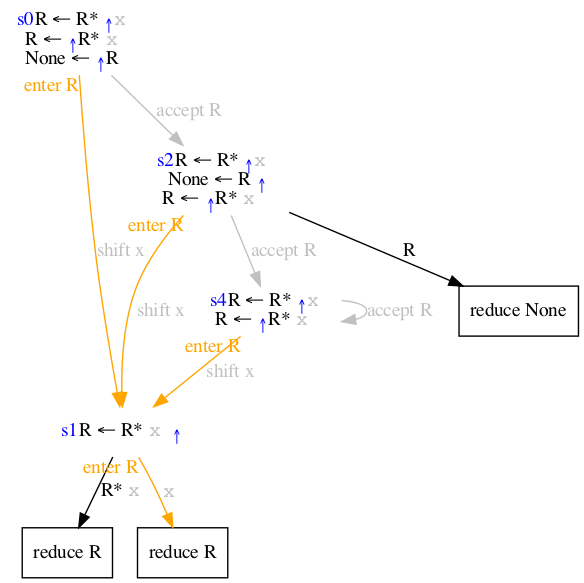 s0R ← R* ↑x
R ← ↑R* x
None ← ↑R
enter R
accept R
s2R ← R* ↑x
None ← R ↑
R ← ↑R* x
enter R
R
shift x
accept R
s4R ← R* ↑x
R ← ↑R* x
shift x
accept R
reduce None
enter R
shift x
s1R ← R* x ↑
enter R
R* x
x
reduce R
reduce R